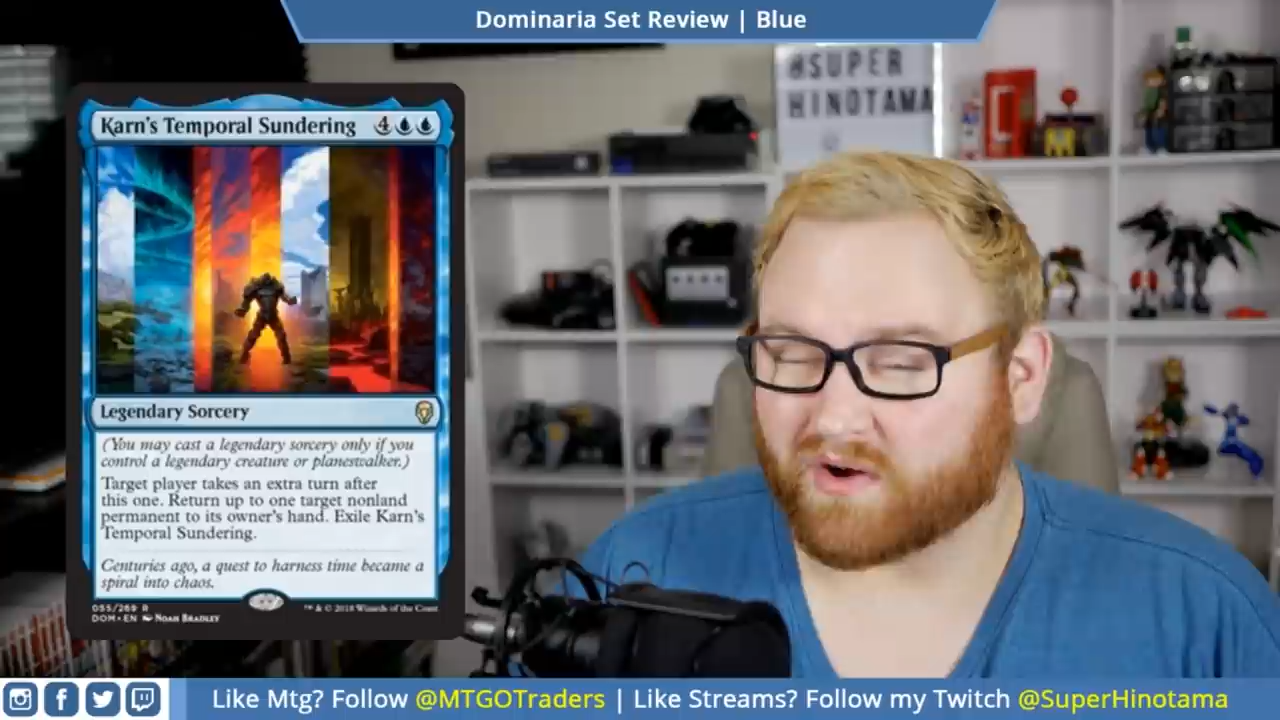 Dominaria Set Review | Blue
@SUPER
HINOTAMA
Karn's Temporal Sundering 4
Legendary Sorcery
(You may cast a legendary sorcery only if you
control a legendary creature or planeswalker.)
Target player takes an extra turn after
this one. Return up to one target nonland
permanent to its owner's hand. Exile Karn's
Temporal Sundering.
Centuries ago, a quest to harness time became a
spiral into chaos.
055/269 R
DOM • EN Noah Bradley
™ & © 2018 Wizards of the Coast
Like Mtg? Follow @MTGOTraders | Like Streams? Follow my Twitch @SuperHinotama